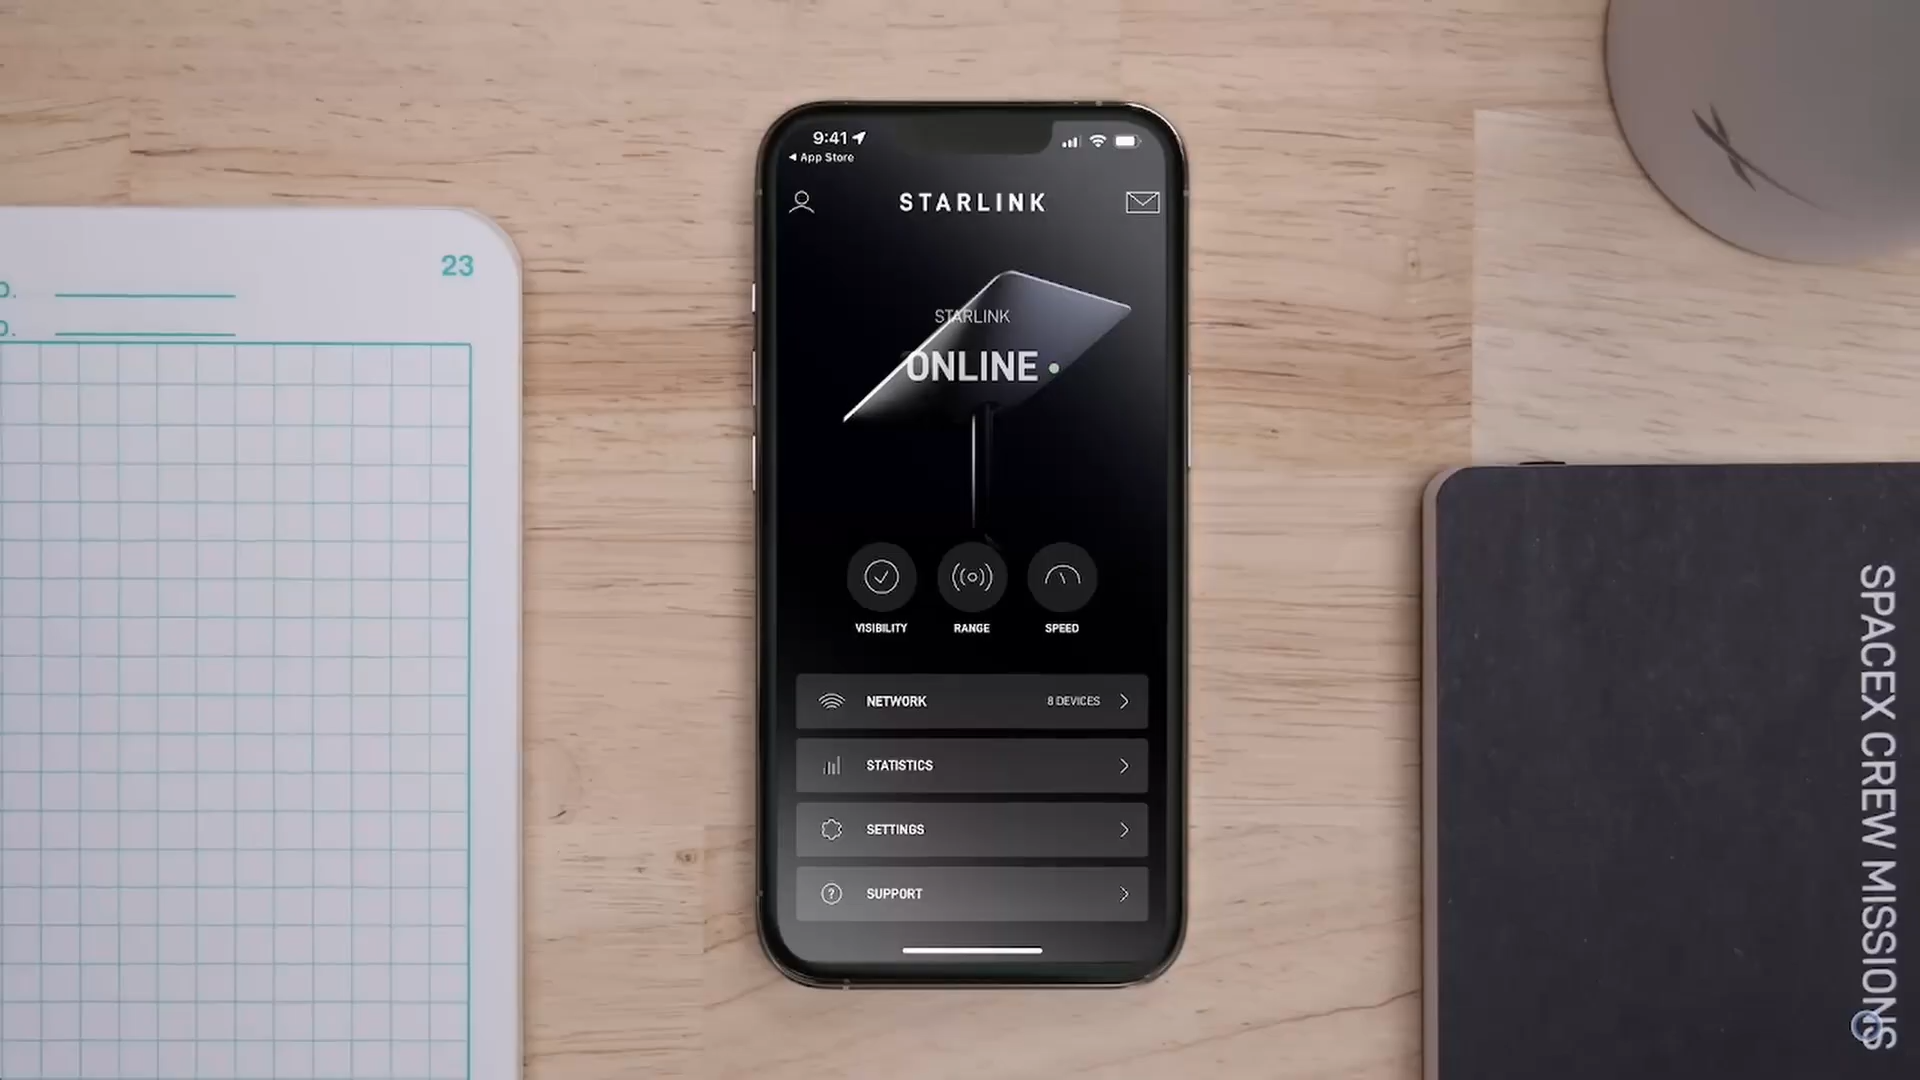 9:41
App Store
STARLINK
STARLINK
ONLINE
VISIBILITY
RANGE
SPEED
NETWORK
8 DEVICES
STATISTICS
SETTINGS
SUPPORT
23
SPACEX CREW MISSIONS